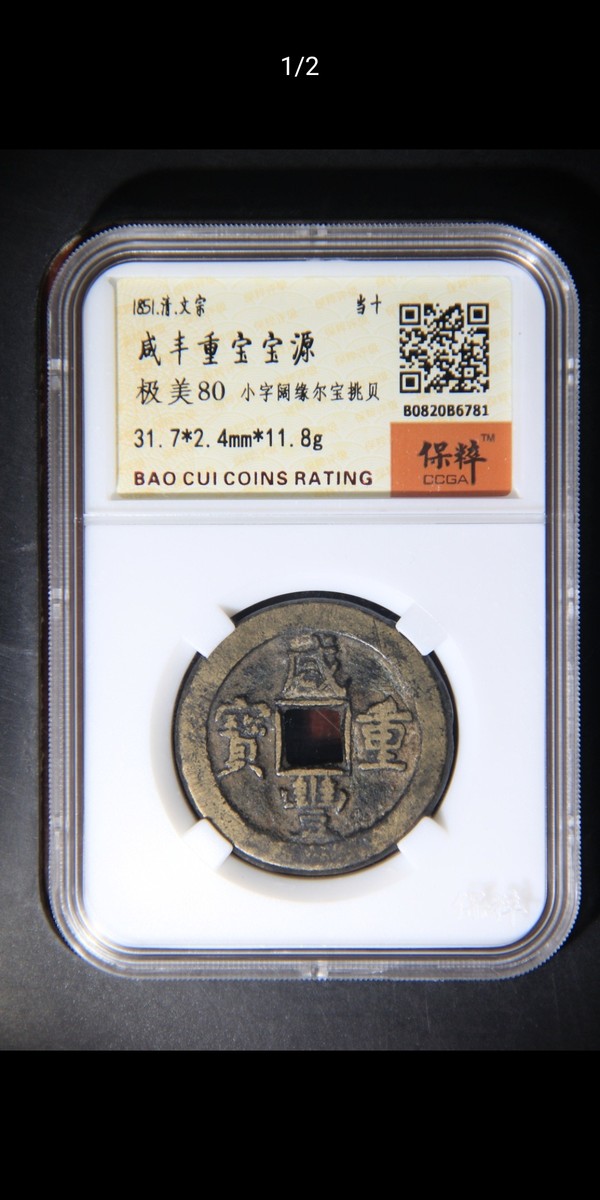 1/2
1851.清.文宗 当十
咸丰重宝宝源
极美80 小字阔缘尔宝挑贝
B0820B6781
31.7*2.4mm*11.8g
保粹™
CCGA
BAO CUI COINS RATING
咸
寶 重
豐